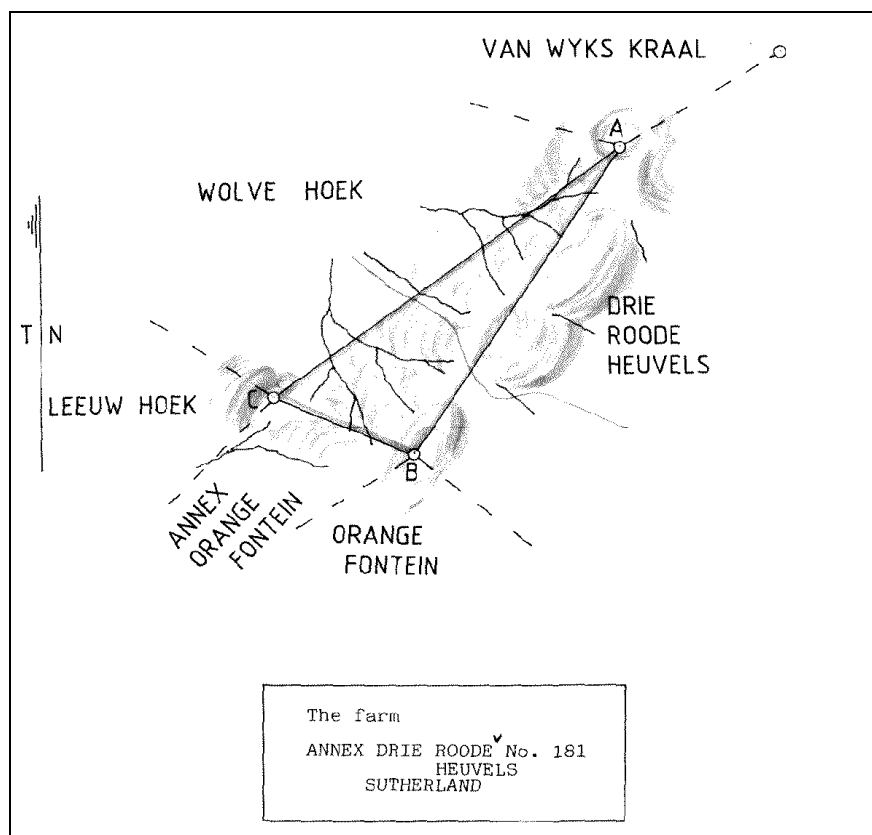 VAN WYKS KRAAL
A
WOLVE HOEK
DRIE
ROODE
HEUVELS
T N
C
LEEUW HOEK
B
ANNEX
ORANGE
FONTEIN
ORANGE
FONTEIN
The farm
ANNEX DRIE ROODE No. 181
HEUVELS
SUTHERLAND